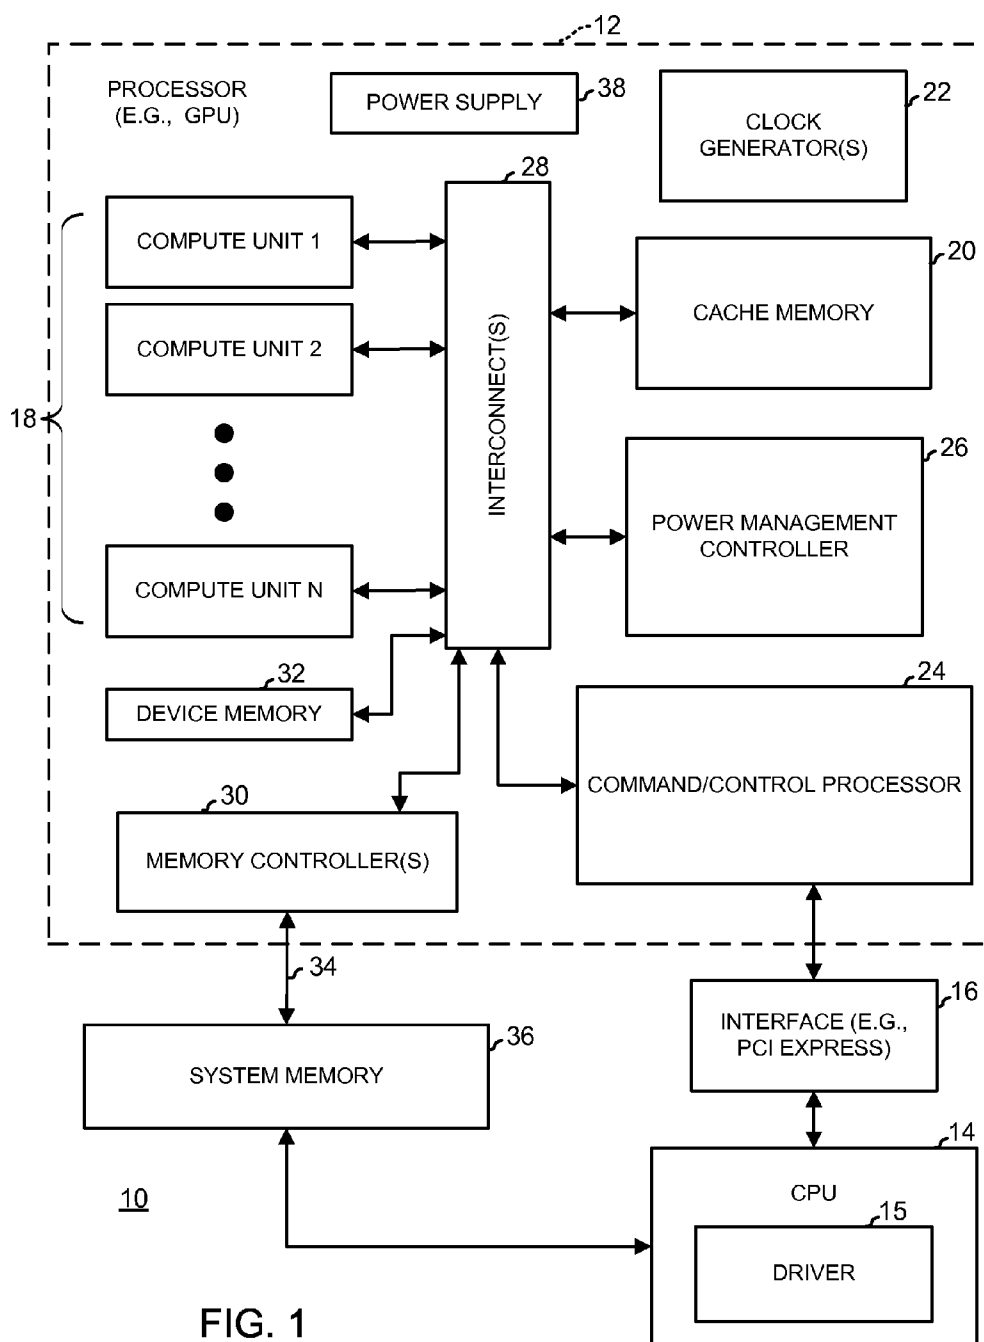 12
PROCESSOR
(E.G., GPU)
POWER SUPPLY
38
CLOCK
GENERATOR(S)
22
28
INTERCONNECT(S)
18
COMPUTE UNIT 1
COMPUTE UNIT 2
COMPUTE UNIT N
20
CACHE MEMORY
26
POWER MANAGEMENT
CONTROLLER
32
DEVICE MEMORY
24
COMMAND/CONTROL PROCESSOR
30
MEMORY CONTROLLER(S)
34
16
INTERFACE (E.G.,
PCI EXPRESS)
36
SYSTEM MEMORY
14
CPU
15
DRIVER
10
FIG. 1